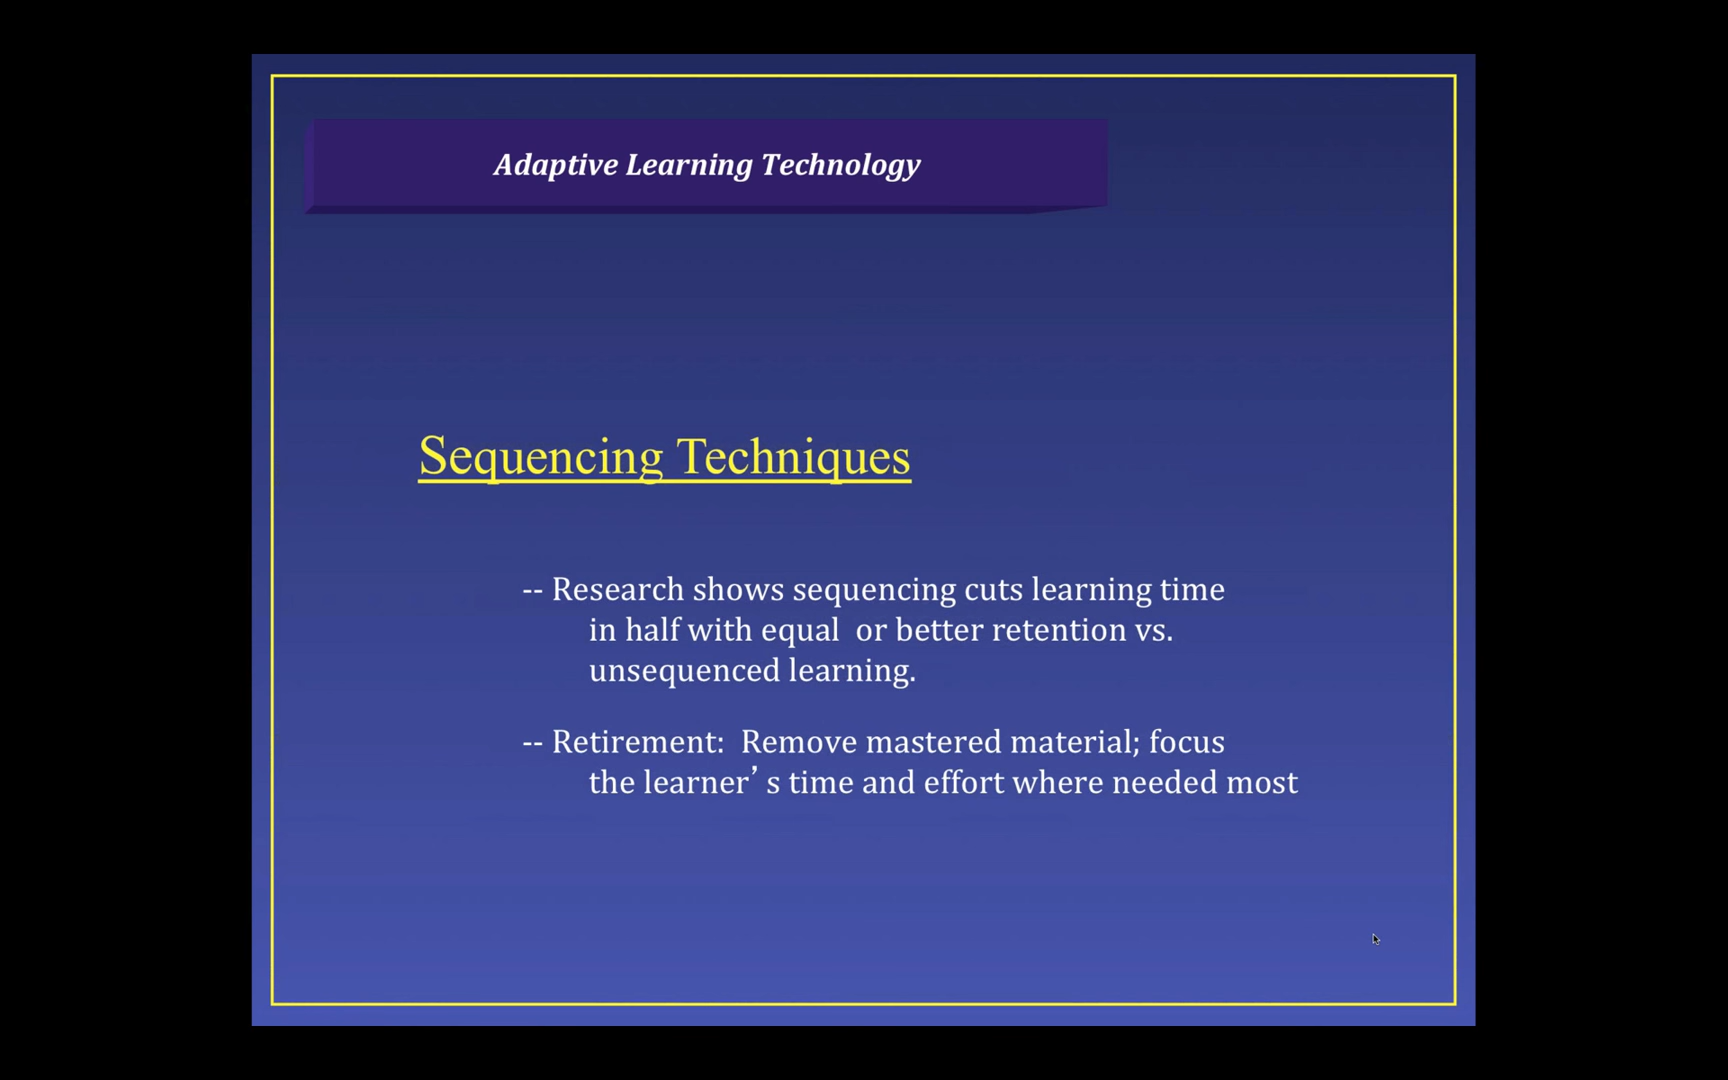 Adaptive Learning Technology
Sequencing Techniques
-- Research shows sequencing cuts learning time
in half with equal  or better retention vs.
unsequenced learning.
-- Retirement:  Remove mastered material; focus
the learner’ s time and effort where needed most